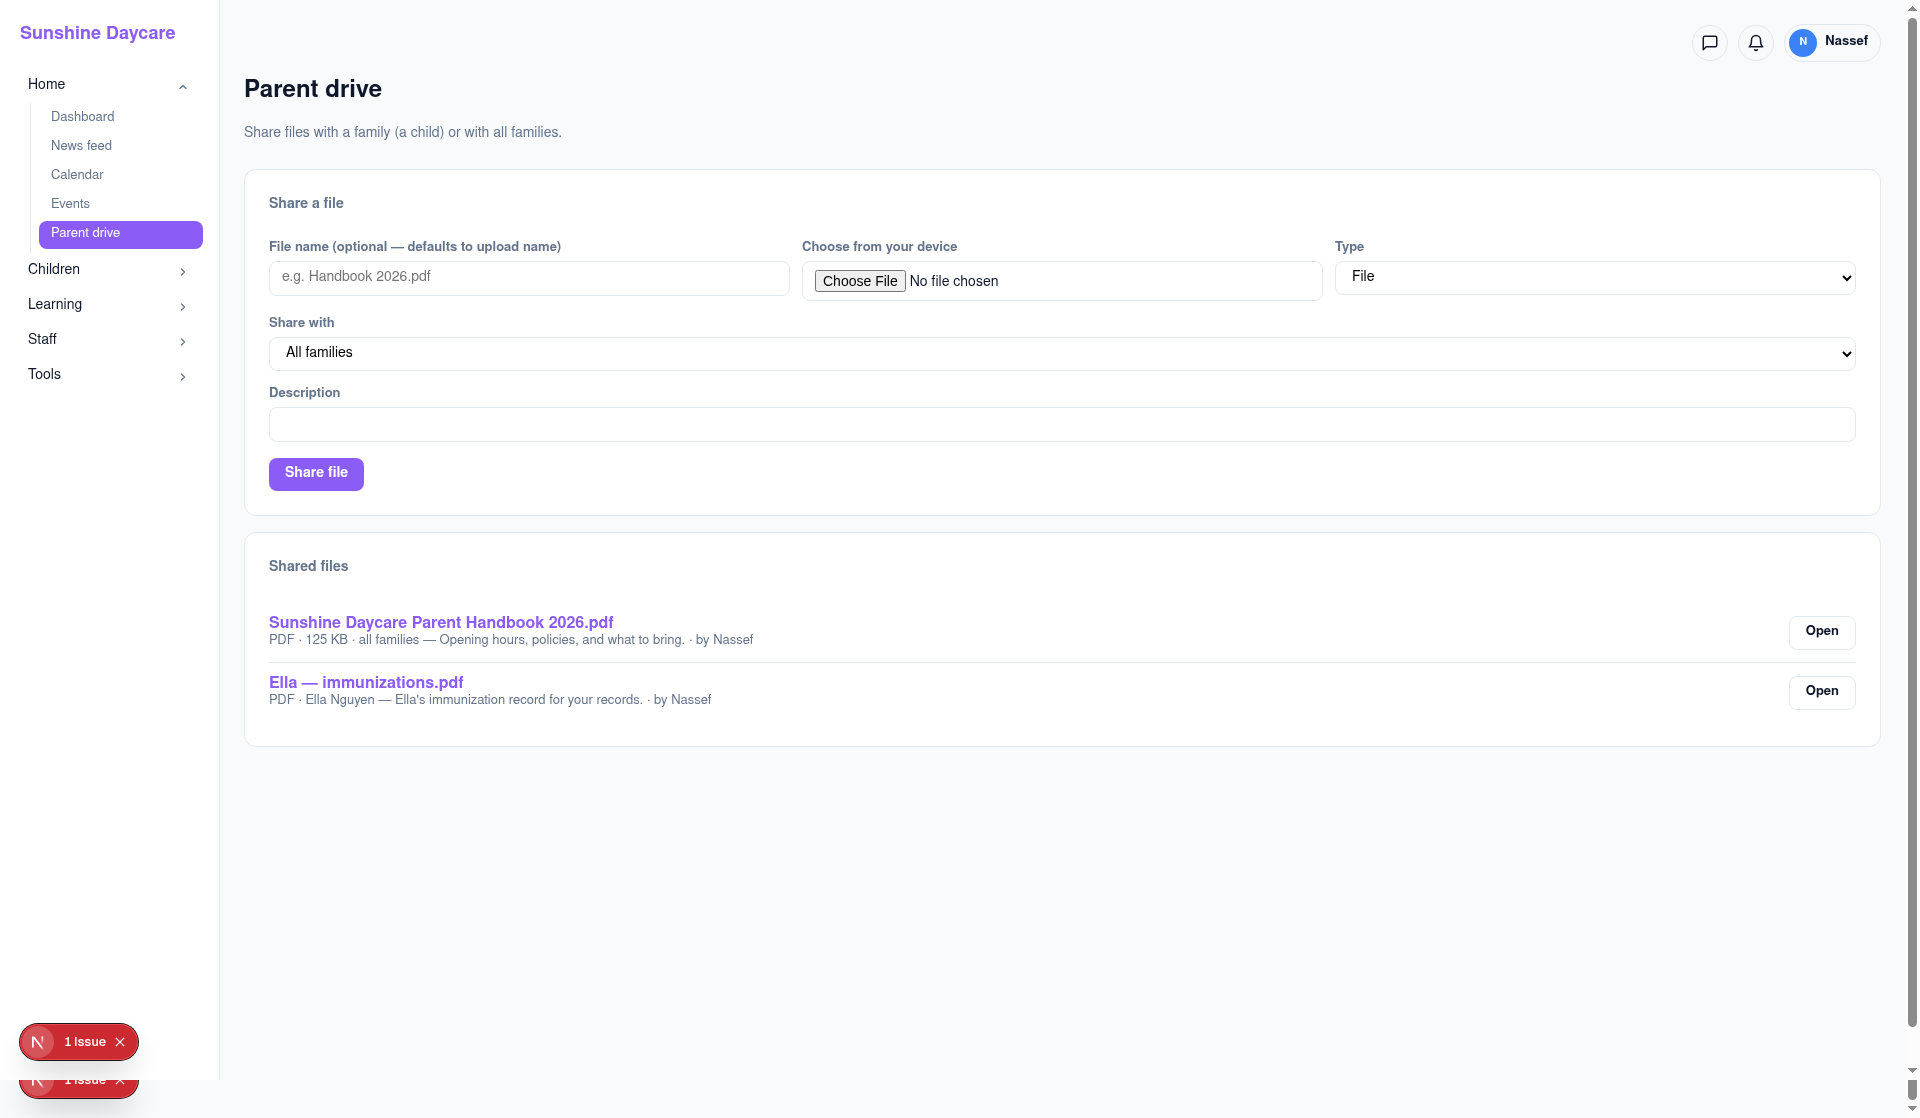 Sunshine Daycare
N
Nassef
Home
Dashboard
News feed
Calendar
Events
Parent drive
Children
Learning
Staff
Tools
Parent drive
Share files with a family (a child) or with all families.
Share a file
File name (optional — defaults to upload name)
Choose from your device
Type
e.g. Handbook 2026.pdf
Choose File No file chosen
File
Share with
All families
Description
Share file
Shared files
Sunshine Daycare Parent Handbook 2026.pdf
PDF · 125 KB · all families — Opening hours, policies, and what to bring. · by Nassef
Open
Ella — immunizations.pdf
PDF · Ella Nguyen — Ella's immunization record for your records. · by Nassef
Open
N 1 Issue
1 Issue